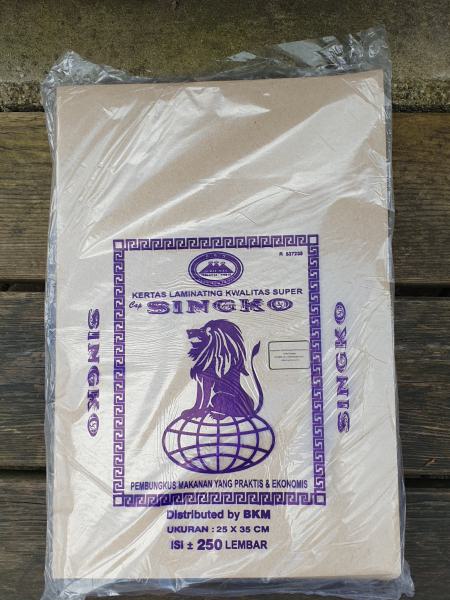 R 537238
KERTAS LAMINATING KWALITAS SUPER
Cap SINGKO
SINGKO
SINGKO
PEMBUNGKUS MAKANAN YANG PRAKTIS & EKONOMIS
Distributed by BKM
UKURAN : 25 X 35 CM
ISI ± 250 LEMBAR